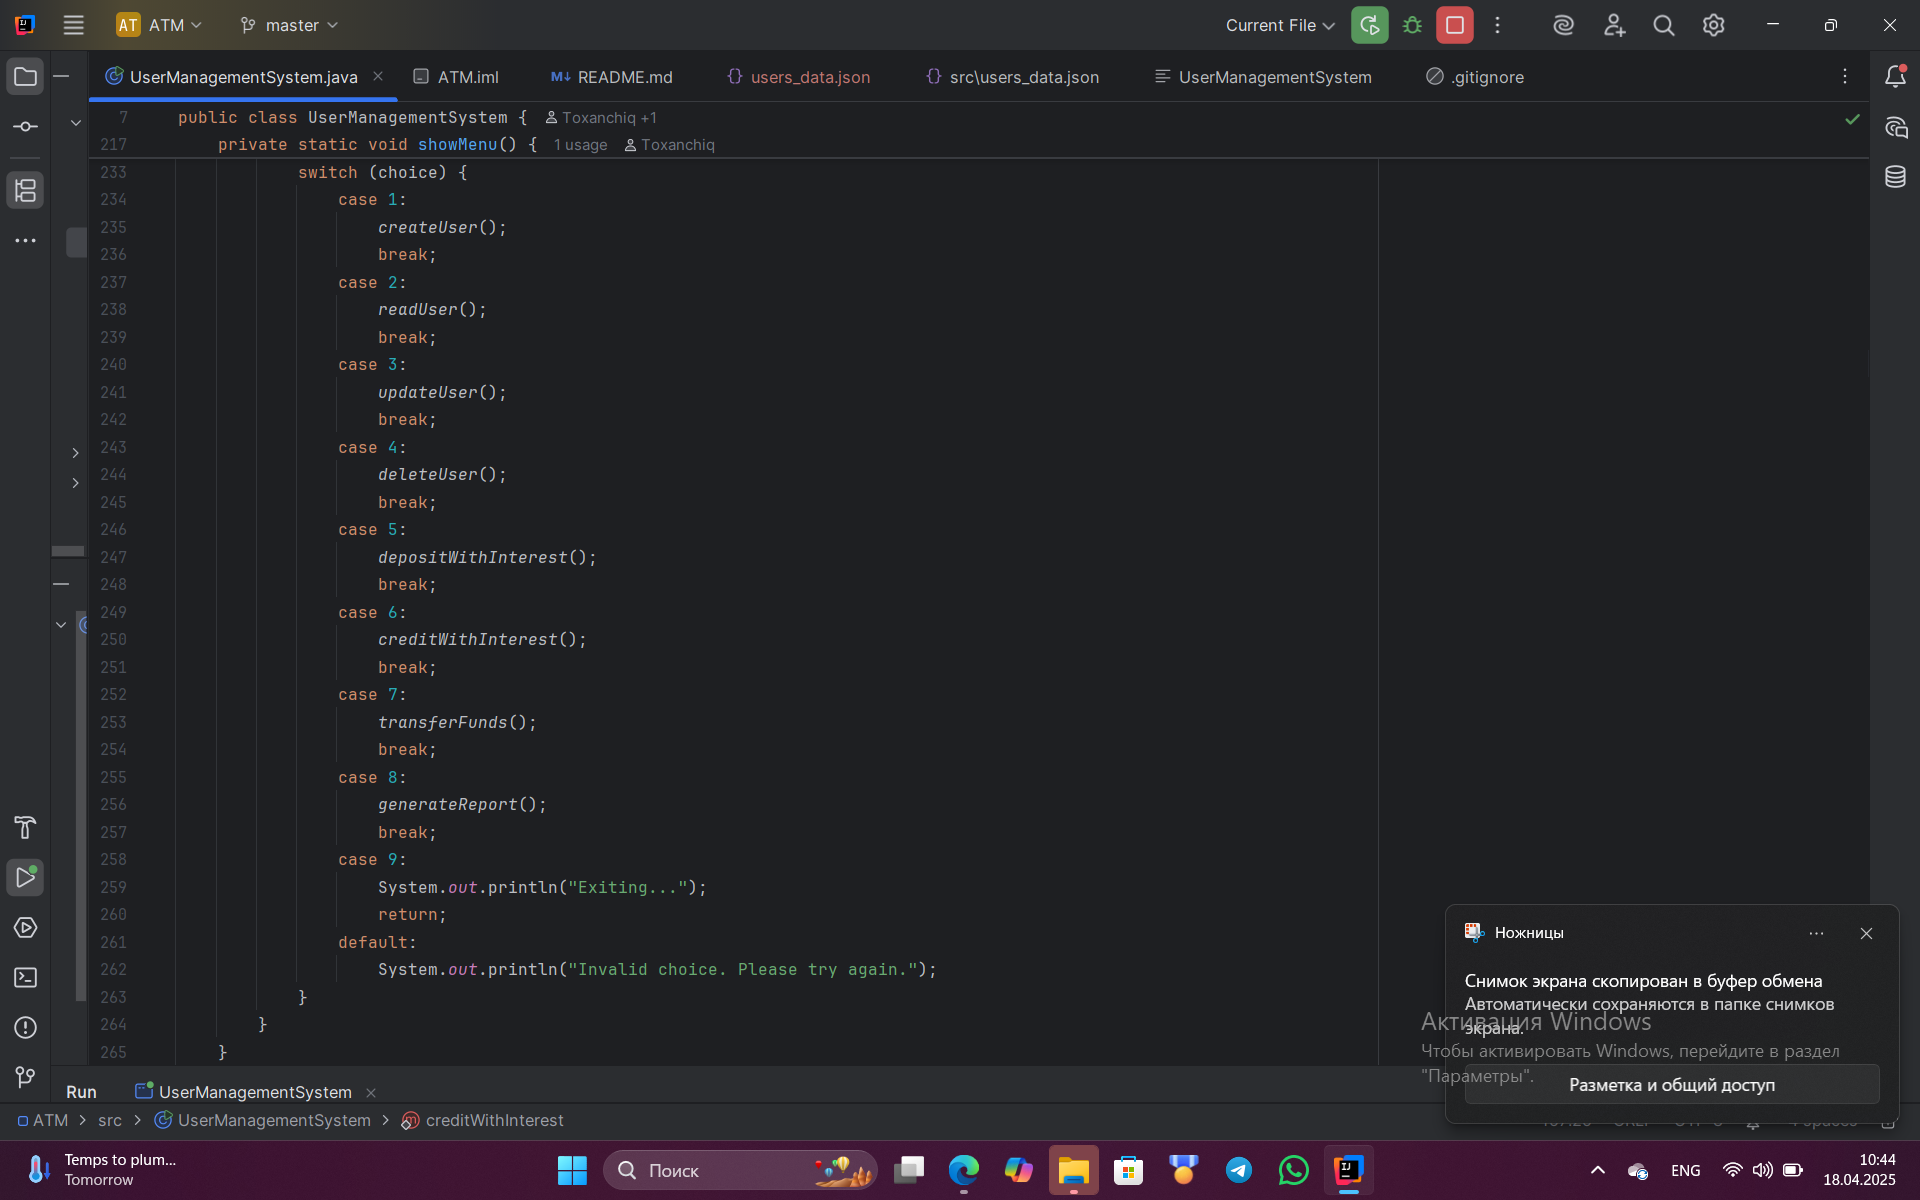 AT ATM master Current File
UserManagementSystem.java ATM.iml README.md users_data.json src\users_data.json UserManagementSystem .gitignore
7 public class UserManagementSystem { Toxanchiq +1
217 private static void showMenu() { 1 usage Toxanchiq
233 switch (choice) {
234 case 1:
235 createUser();
236 break;
237 case 2:
238 readUser();
239 break;
240 case 3:
241 updateUser();
242 break;
243 case 4:
244 deleteUser();
245 break;
246 case 5:
247 depositWithInterest();
248 break;
249 case 6:
250 creditWithInterest();
251 break;
252 case 7:
253 transferFunds();
254 break;
255 case 8:
256 generateReport();
257 break;
258 case 9:
259 System.out.println("Exiting...");
260 return;
261 default:
262 System.out.println("Invalid choice. Please try again.");
263 }
264 }
265 }
Ножницы
Снимок экрана скопирован в буфер обмена
Автоматически сохраняются в папке снимков
экрана.
Разметка и общий доступ
Активация Windows
Чтобы активировать Windows, перейдите в раздел
"Параметры".
Run UserManagementSystem
ATM > src > UserManagementSystem > creditWithInterest
Temps to plum...
Tomorrow
Поиск
ENG
10:44
18.04.2025